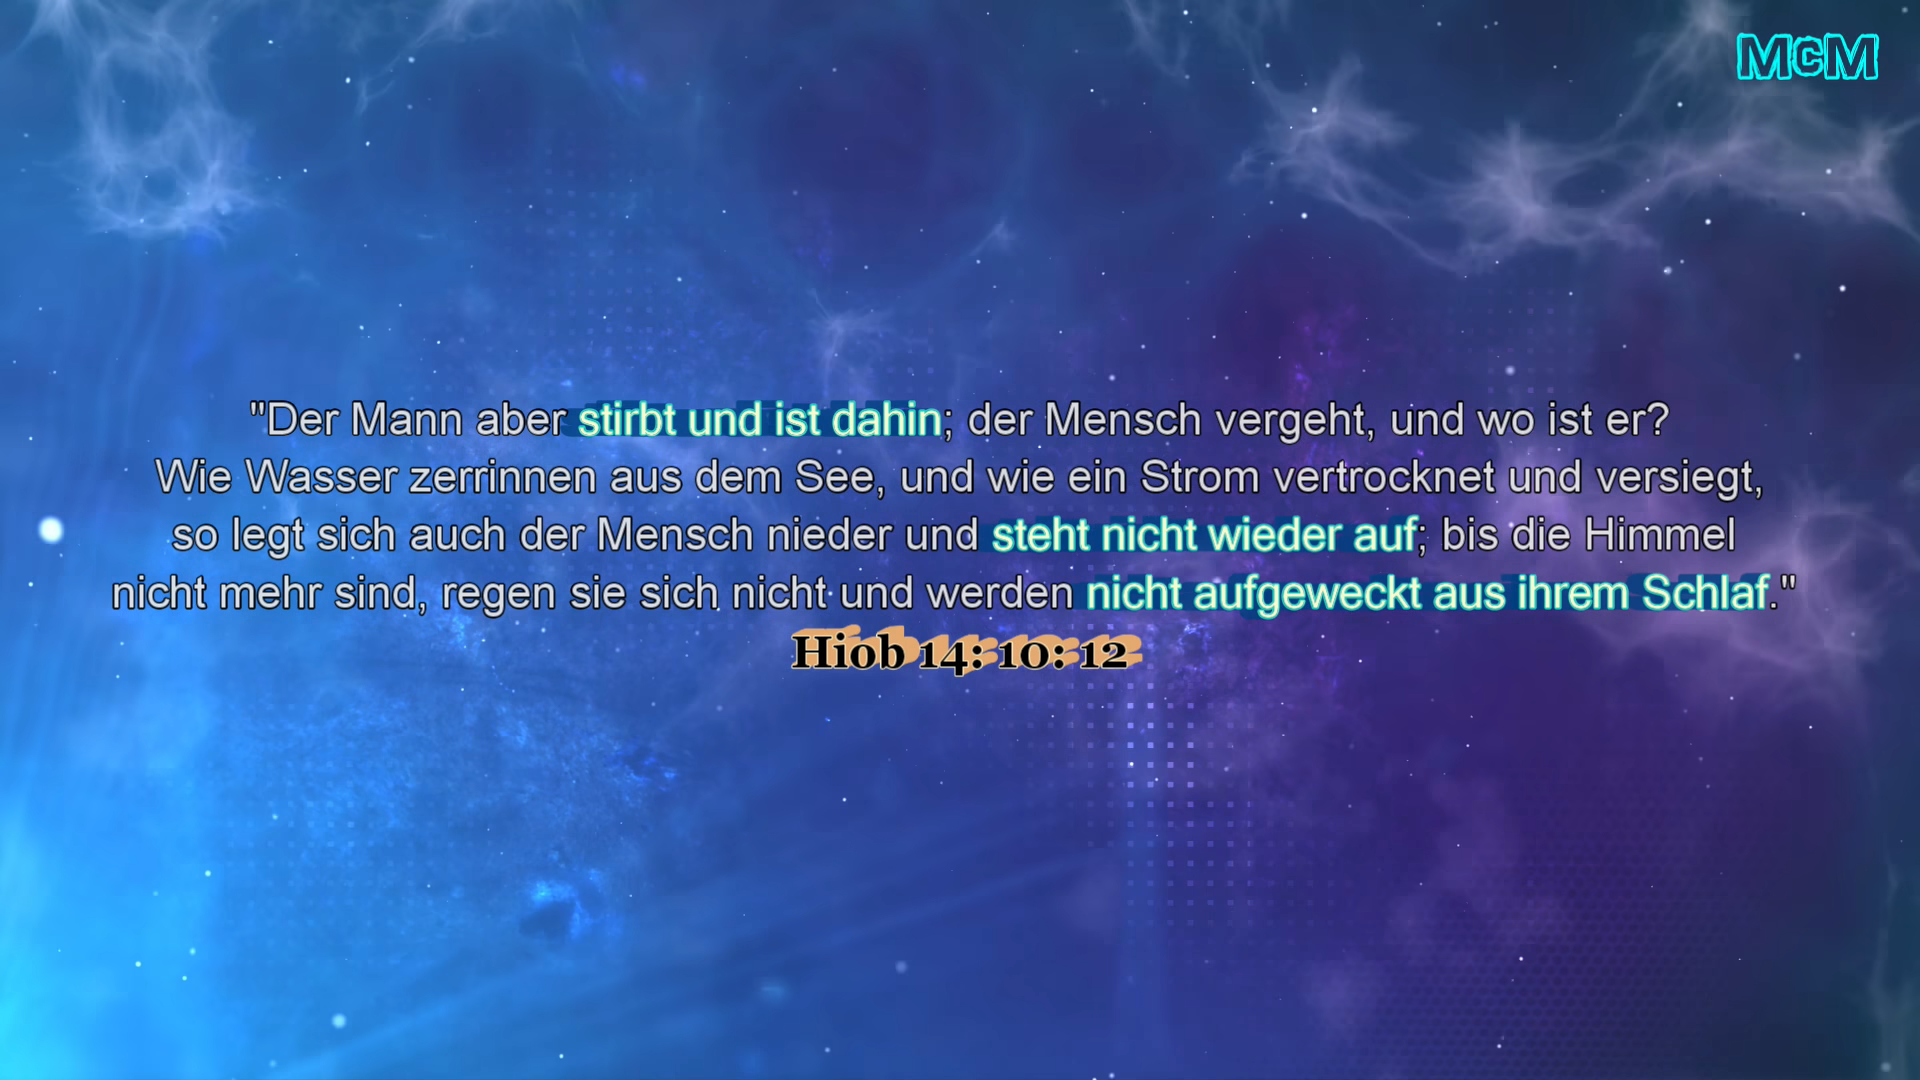 McM
"Der Mann aber stirbt und ist dahin; der Mensch vergeht, und wo ist er?
Wie Wasser zerrinnen aus dem See, und wie ein Strom vertrocknet und versiegt,
so legt sich auch der Mensch nieder und steht nicht wieder auf; bis die Himmel
nicht mehr sind, regen sie sich nicht und werden nicht aufgeweckt aus ihrem Schlaf."
Hiob 14: 10: 12